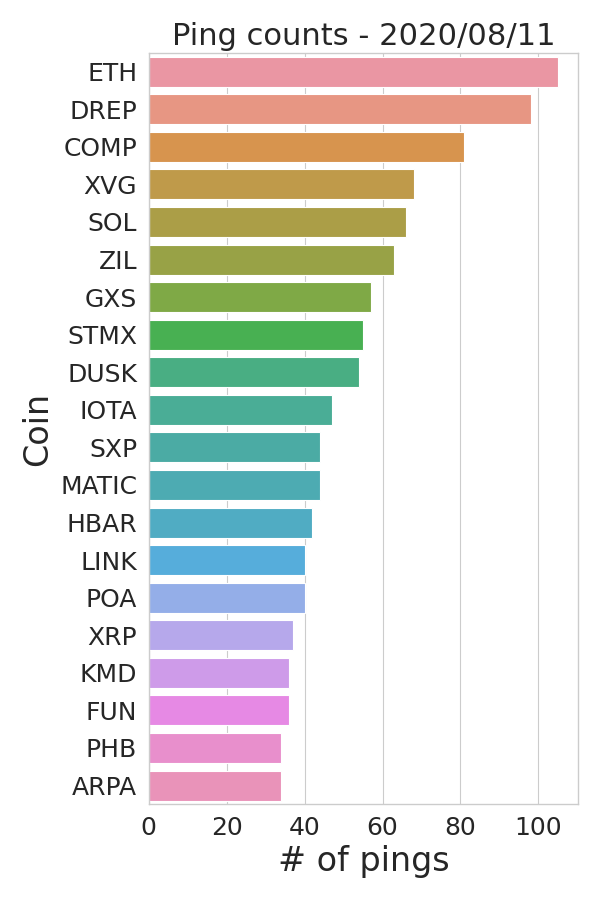 Ping counts - 2020/08/11
ETH
DREP
COMP
XVG
SOL
ZIL
GXS
STMX
DUSK
IOTA
SXP
MATIC
HBAR
LINK
POA
XRP
KMD
FUN
PHB
ARPA
Coin
0 20 40 60 80 100
# of pings